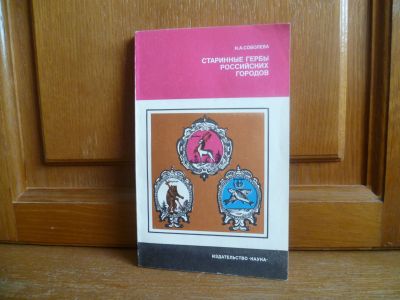 Н.А.СОБОЛЕВА
СТАРИННЫЕ ГЕРБЫ
РОССИЙСКИХ
ГОРОДОВ
ИЗДАТЕЛЬСТВО «НАУКА»